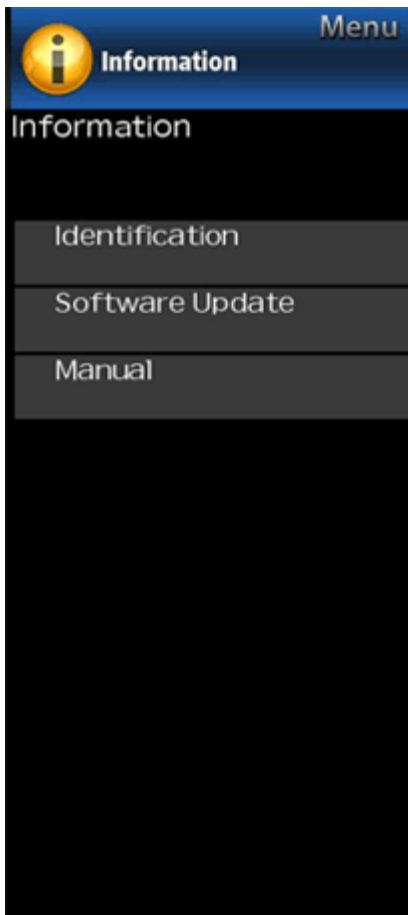 Menu
Information
Information
Identification
Software Update
Manual